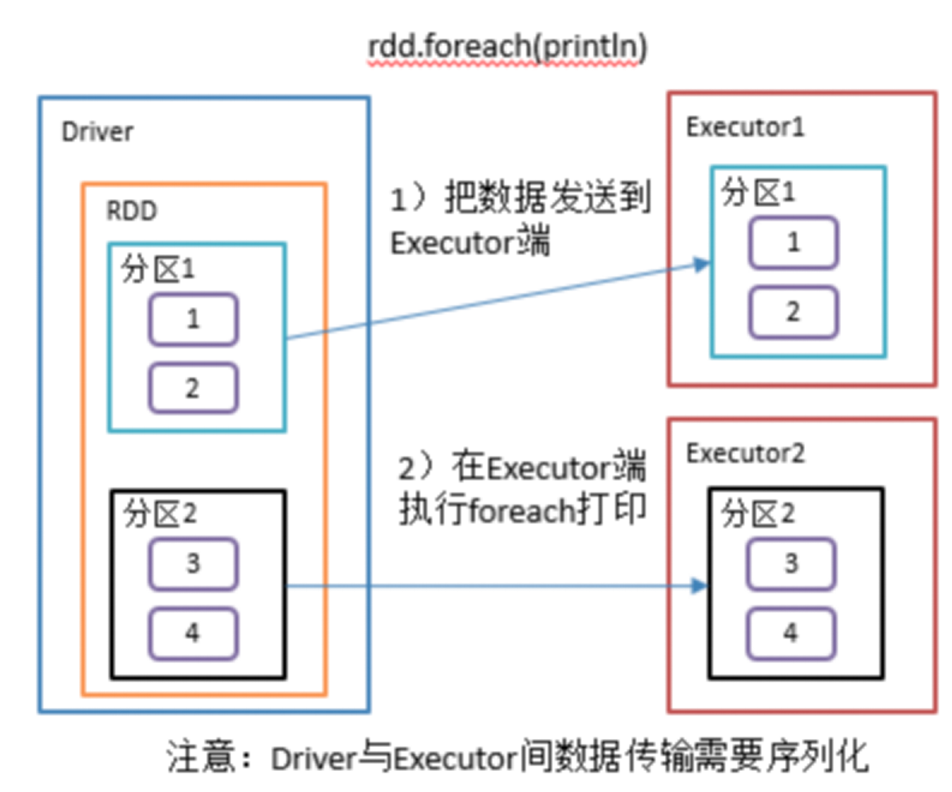 rdd.foreach(println)
Driver
RDD
分区1
1
2
分区2
3
4
1）把数据发送到
Executor端
2）在Executor端
执行foreach打印
Executor1
分区1
1
2
Executor2
分区2
3
4
注意：Driver与Executor间数据传输需要序列化